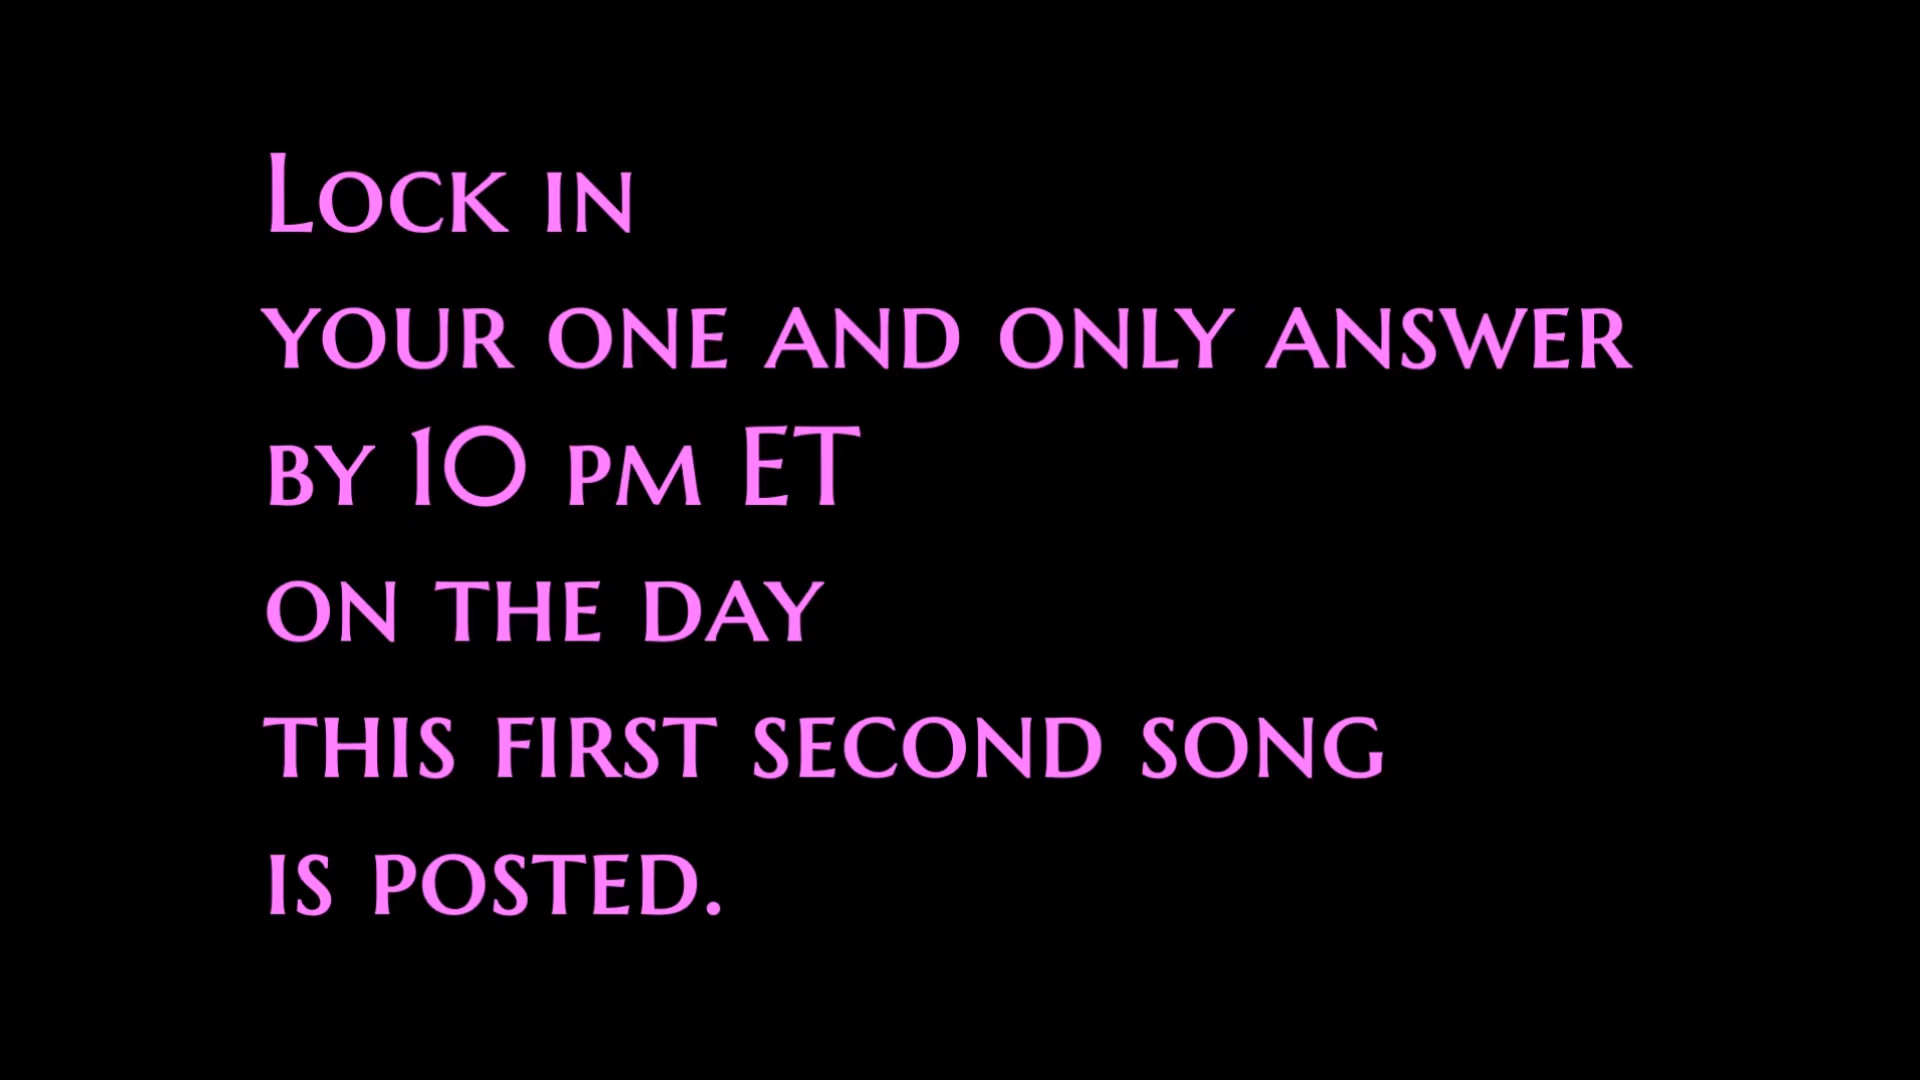 Lock in
your one and only answer
by 10 pm ET
on the day
this first second song
is posted.